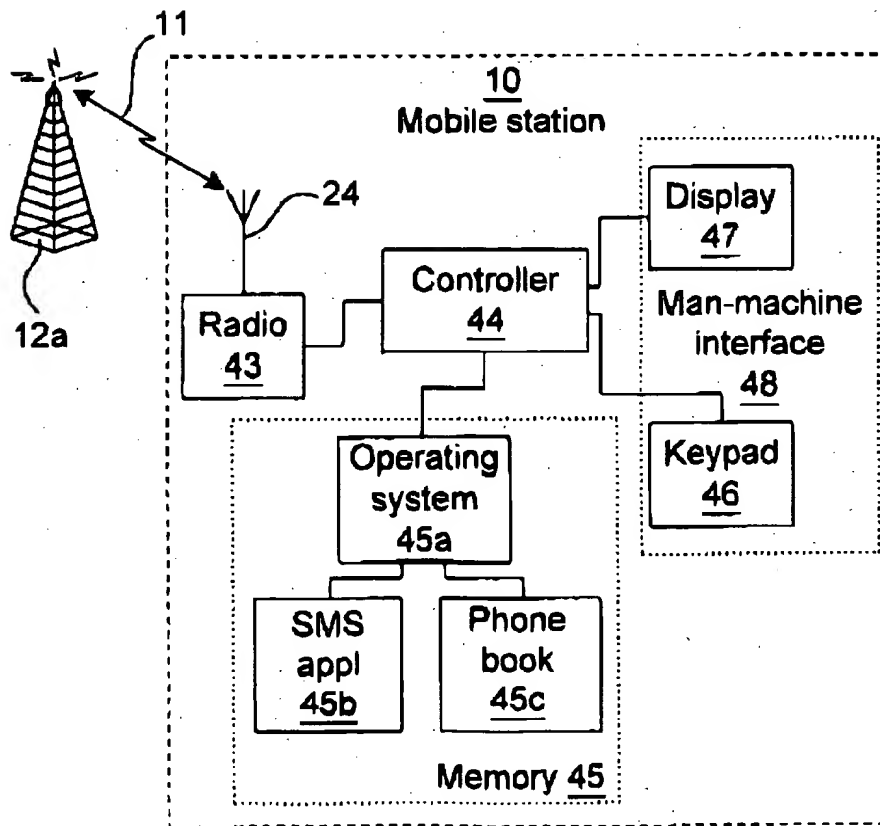 11
10
Mobile station
24
12a
Radio
43
Controller
44
Display
47
Man-machine
interface
48
Keypad
46
Operating
system
45a
SMS
appl
45b
Phone
book
45c
Memory 45